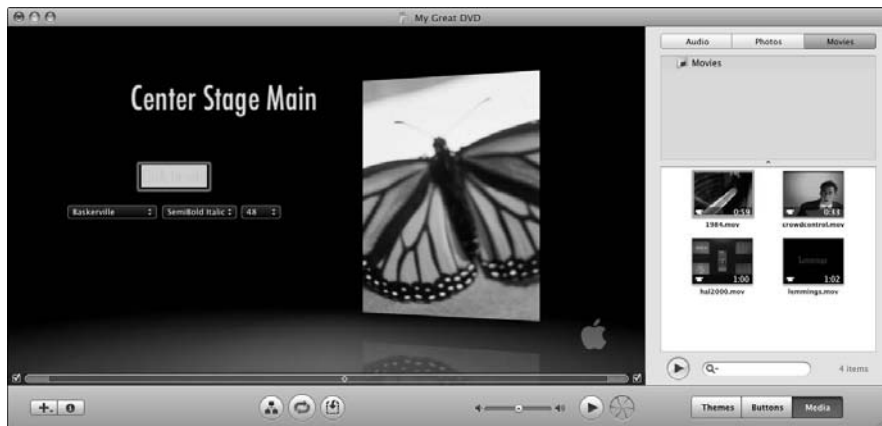 My Great DVD
Audio Photos Movies
Movies
Center Stage Main
Baskerville SemiBold Italic 48
0:59 0:33
1984.mov crowdcontrol.mov
Lemmings
1:00 1:02
hal2000.mov lemmings.mov
4 items
Themes Buttons Media